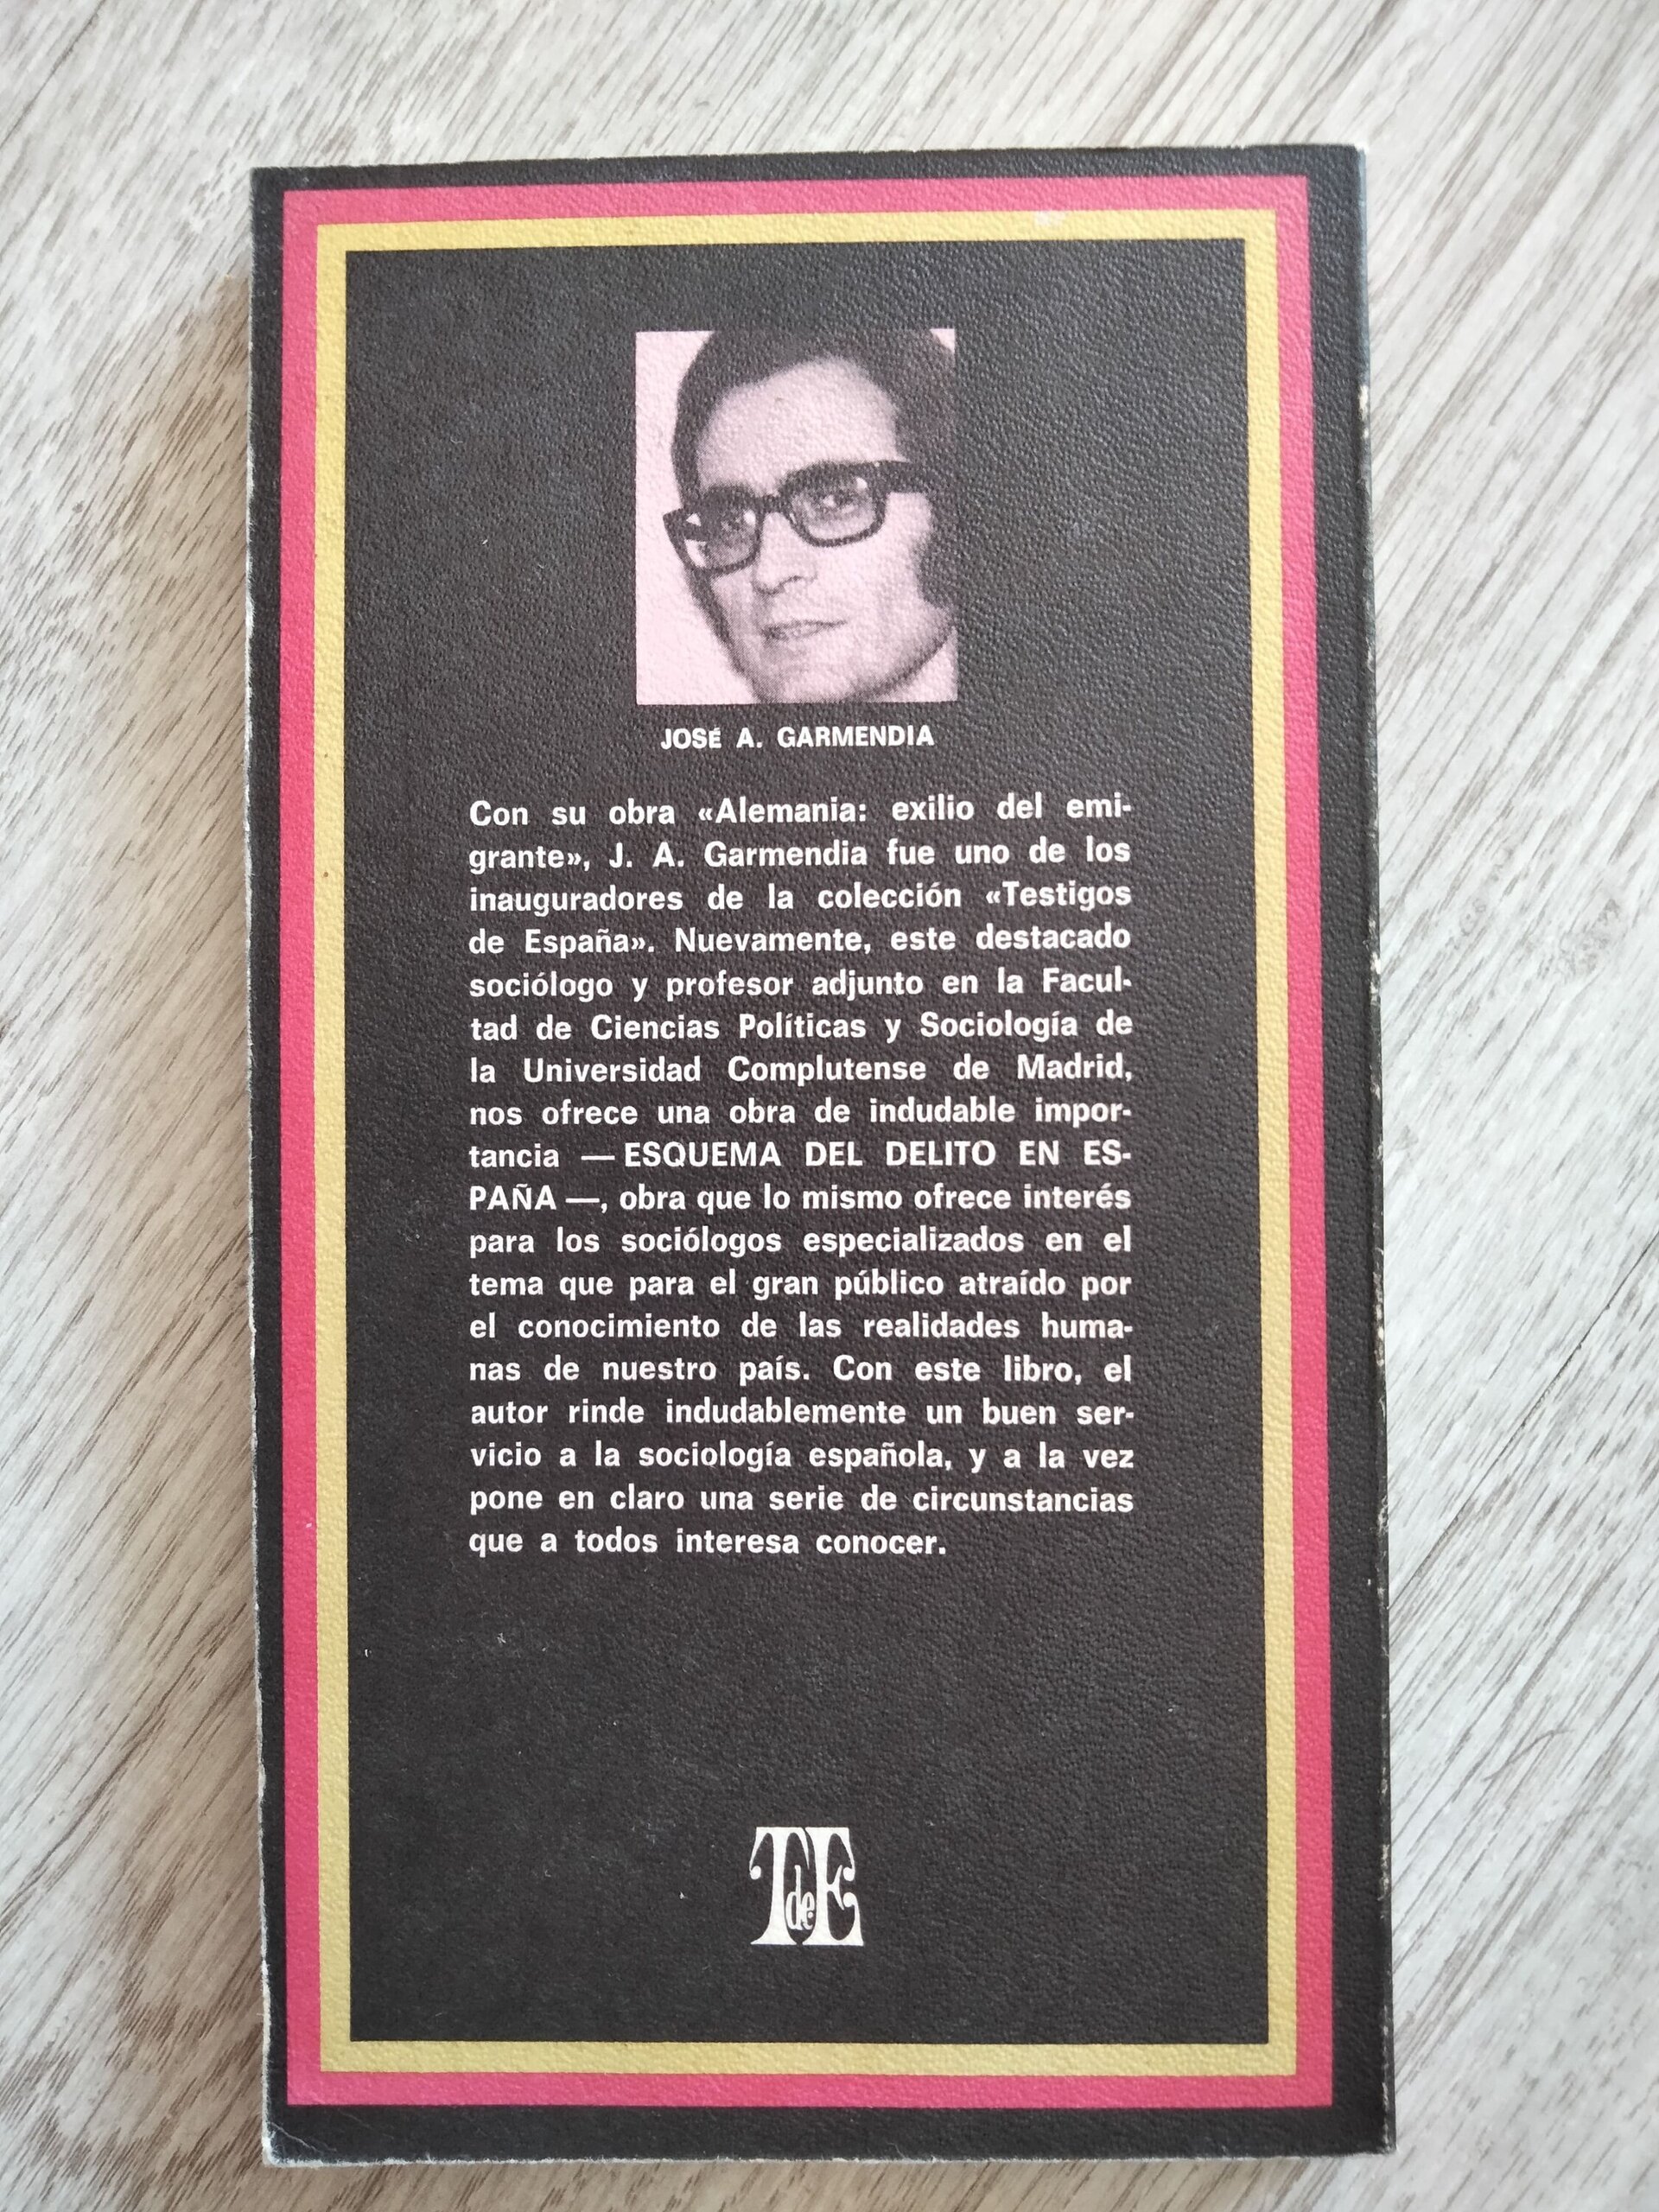 JOSÉ A. GARMENDIA
Con su obra «Alemania: exilio del emi-
grante», J. A. Garmendia fue uno de los
inauguradores de la colección «Testigos
de España». Nuevamente, este destacado
sociólogo y profesor adjunto en la Facul-
tad de Ciencias Políticas y Sociología de
la Universidad Complutense de Madrid,
nos ofrece una obra de indudable impor-
tancia — ESQUEMA DEL DELITO EN ES-
PAÑA —, obra que lo mismo ofrece interés
para los sociólogos especializados en el
tema que para el gran público atraído por
el conocimiento de las realidades huma-
nas de nuestro país. Con este libro, el
autor rinde indudablemente un buen ser-
vicio a la sociología española, y a la vez
pone en claro una serie de circunstancias
que a todos interesa conocer.
TdeE